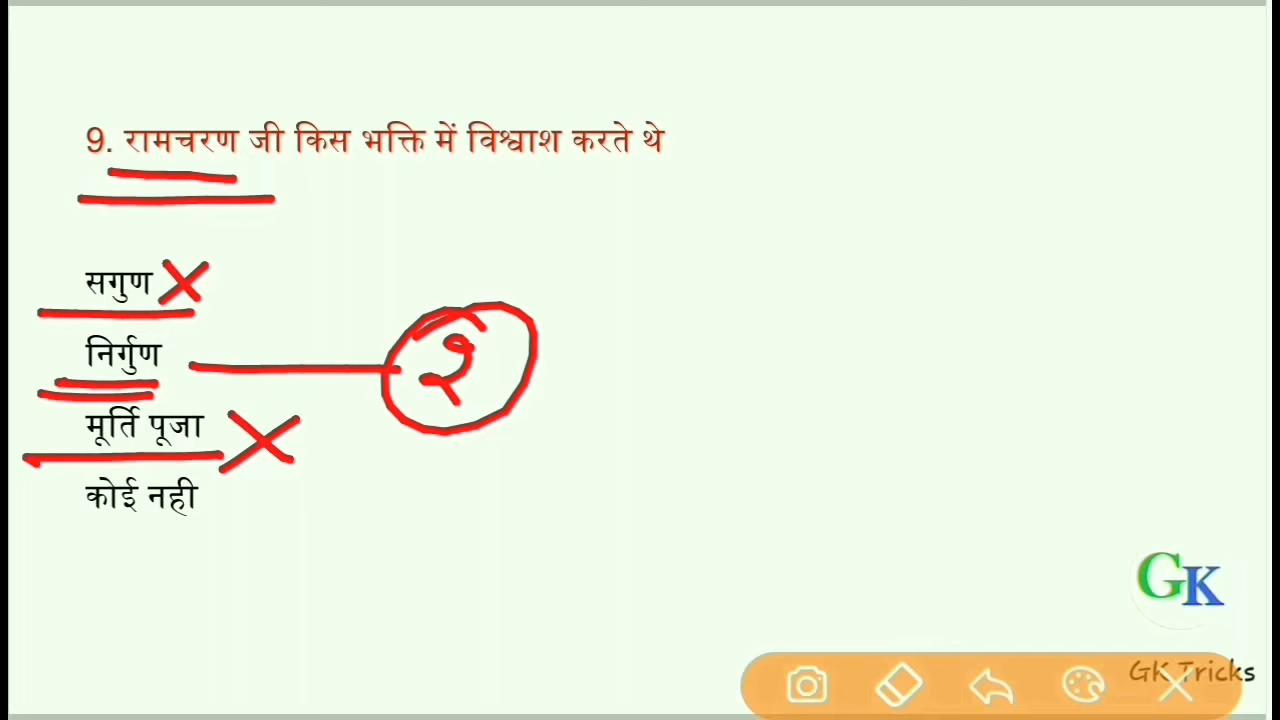 9. रामचरण जी किस भक्ति में विश्वाश करते थे
सगुण
निर्गुण
२
मूर्ति पूजा
कोई नही
GK
GK Tricks